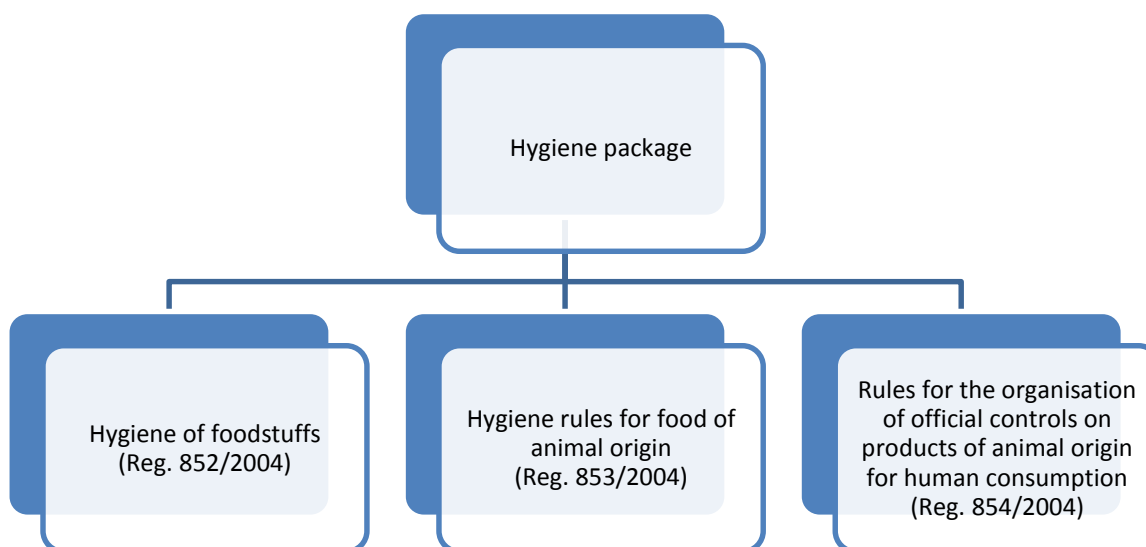 Hygiene package
Hygiene of foodstuffs
(Reg. 852/2004)
Hygiene rules for food of
animal origin
(Reg. 853/2004)
Rules for the organisation
of official controls on
products of animal origin
for human consumption
(Reg. 854/2004)